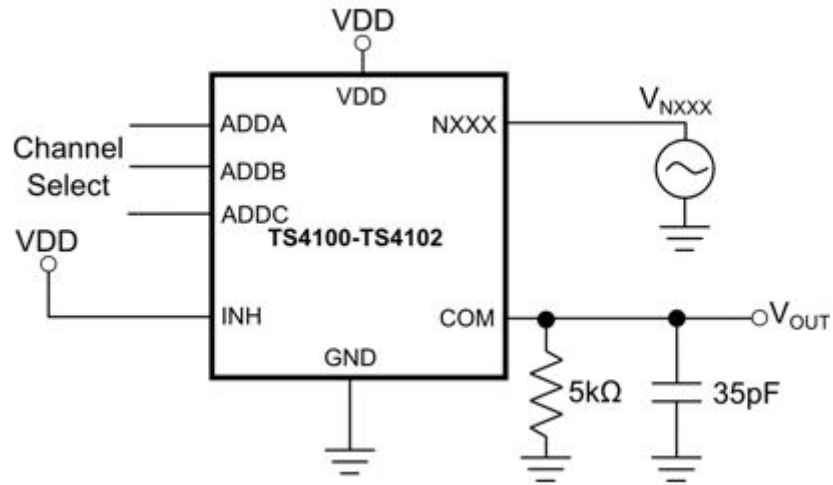 VDD
VDD
ADDA
NXXX
V_NXXX
Channel
Select
ADDB
ADDC
VDD
TS4100-TS4102
INH
COM
V_OUT
GND
5kΩ
35pF